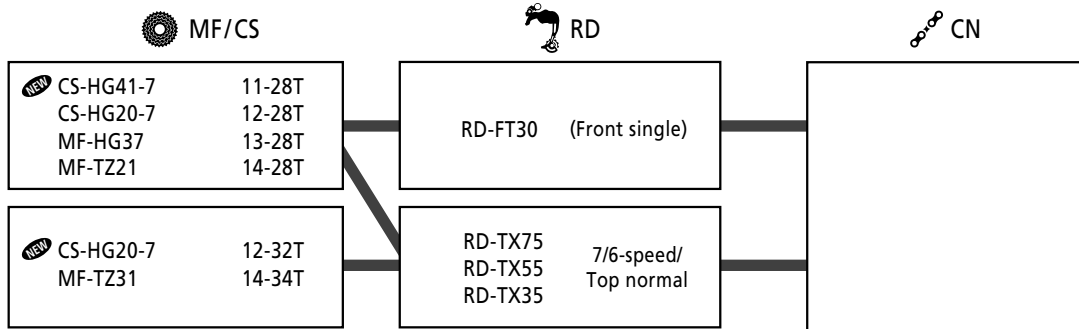 MF/CS
RD
CN
NEW CS-HG41-7 11-28T
CS-HG20-7 12-28T
MF-HG37 13-28T
MF-TZ21 14-28T
RD-FT30 (Front single)
NEW CS-HG20-7 12-32T
MF-TZ31 14-34T
RD-TX75
RD-TX55
RD-TX35
7/6-speed/
Top normal